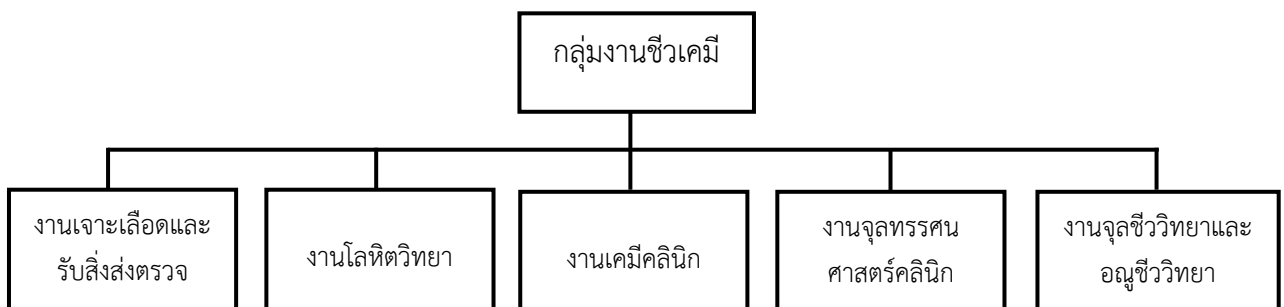 กลุ่มงานชีวเคมี
งานเจาะเลือดและ
รับสิ่งส่งตรวจ
งานโลหิตวิทยา
งานเคมีคลินิก
งานจุลทรรศน
ศาสตร์คลินิก
งานจุลชีววิทยาและ
อณูชีววิทยา